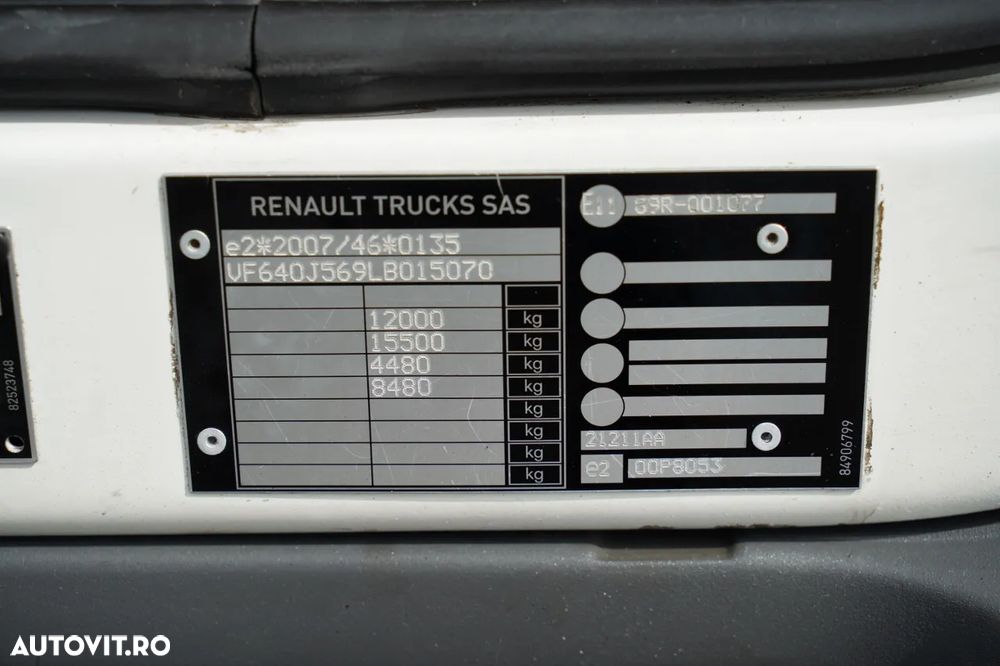 RENAULT TRUCKS SAS
e2*2007/46*0135
VF640J569LB015070
12000 kg
15500 kg
4480 kg
8480 kg
kg
kg
kg
kg
E11 89R-001077
21211AA
e2 00P8053
84906799
82523748
AUTOVIT.RO